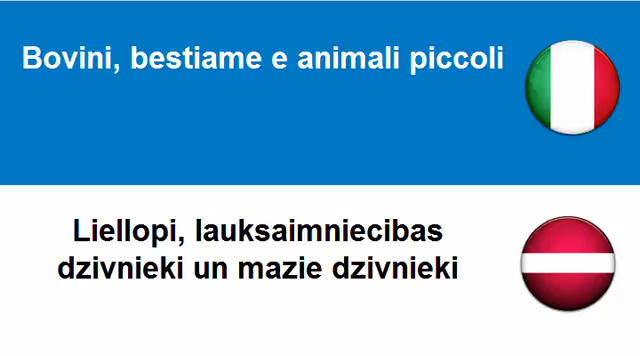 Bovini, bestiame e animali piccoli
Liellopi, lauksaimniecibas
dzivnieki un mazie dzivnieki